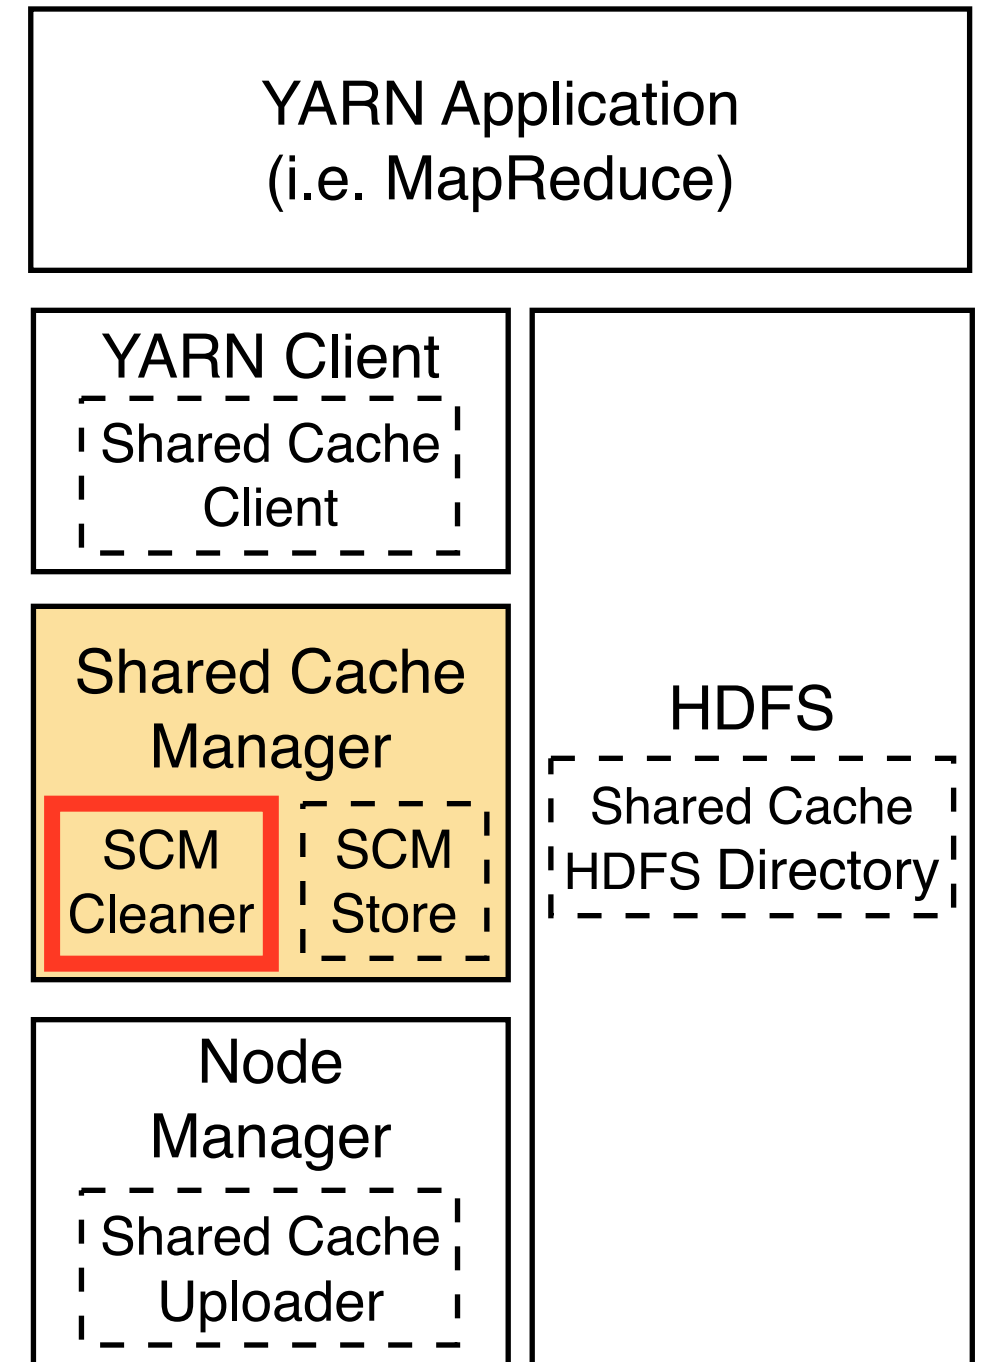 YARN Application
(i.e. MapReduce)
YARN Client
Shared Cache
Client
Shared Cache
Manager
SCM
Cleaner
SCM
Store
Node
Manager
Shared Cache
Uploader
HDFS
Shared Cache
HDFS Directory